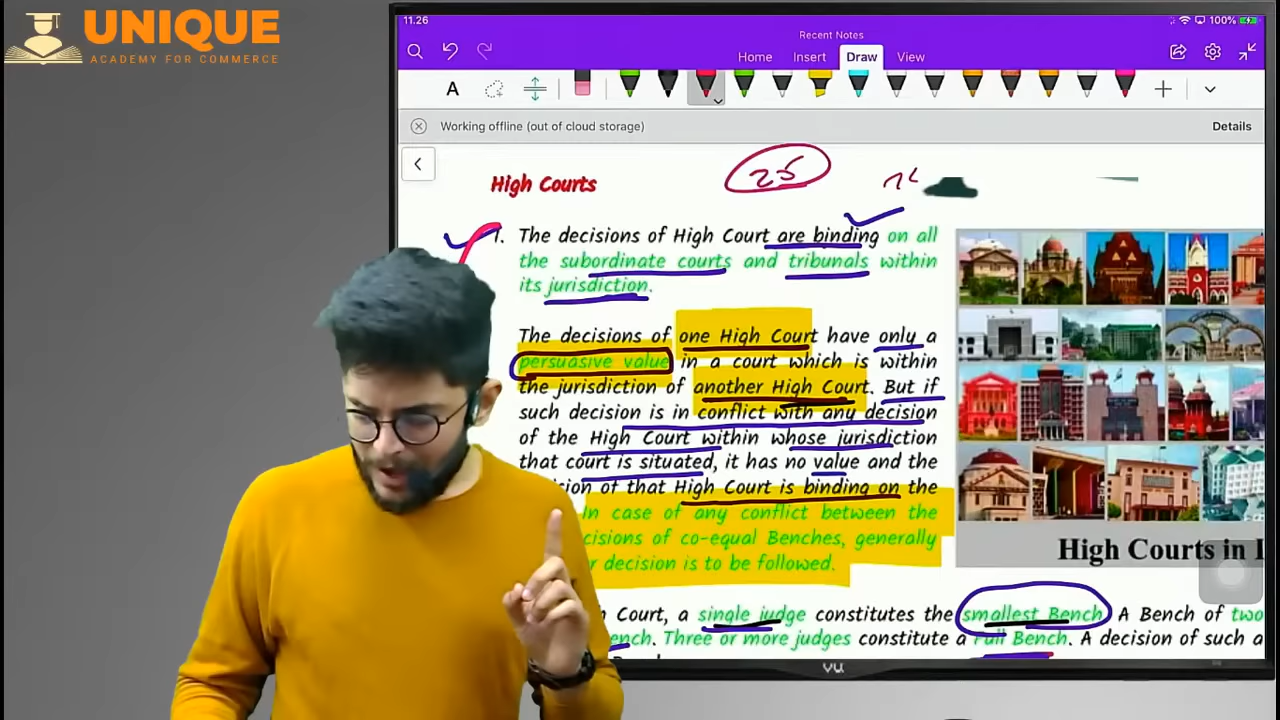 UNIQUE
ACADEMY FOR COMMERCE
11.26
100%
Recent Notes
Home Insert Draw View
A
Working offline (out of cloud storage)
Details
High Courts
25
1. The decisions of High Court are binding on all
the subordinate courts and tribunals within
its jurisdiction.
The decisions of one High Court have only a
persuasive value in a court which is within
the jurisdiction of another High Court. But if
such decision is in conflict with any decision
of the High Court within whose jurisdiction
that court is situated, it has no value and the
of that High Court is binding on the
In case of any conflict between the
of co-equal Benches, generally
decision is to be followed.
High Courts in
Court, a single judge constitutes the smallest Bench. A Bench of two
Three or more judges constitute a Full Bench. A decision of such a
VU